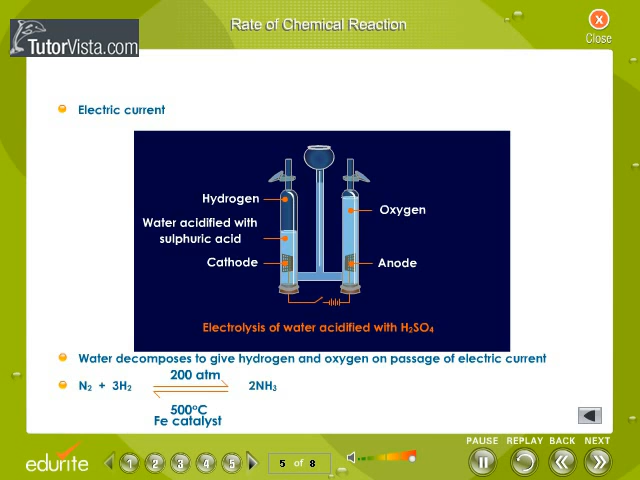 Rate of Chemical Reaction
Close
TutorVista.com
Electric current
Hydrogen
Oxygen
Water acidified with
sulphuric acid
Cathode
Anode
Electrolysis of water acidified with H₂SO₄
Water decomposes to give hydrogen and oxygen on passage of electric current
200 atm
N₂ + 3H₂ 2NH₃
500°C
Fe catalyst
PAUSE REPLAY BACK NEXT
edurite 1 2 3 4 5 5 of 8